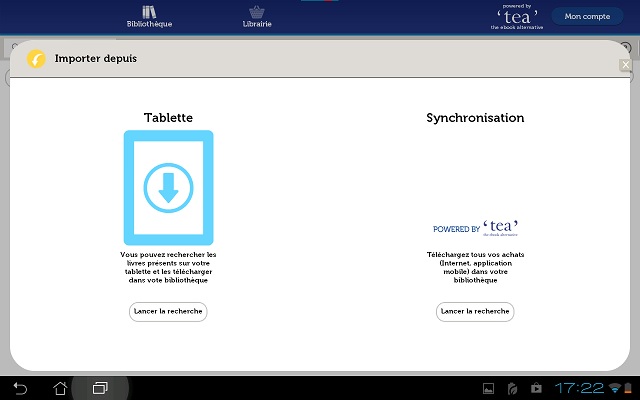 Bibliothèque
Librairie
powered by
‘tea’
the ebook alternative
Mon compte
Importer depuis
Tablette
Synchronisation
POWERED BY ‘tea’
the ebook alternative
Vous pouvez rechercher les
livres présents sur votre
tablette et les télécharger
dans vote bibliothèque
Téléchargez tous vos achats
(Internet, application
mobile) dans votre
bibliothèque
Lancer la recherche
Lancer la recherche
17:22